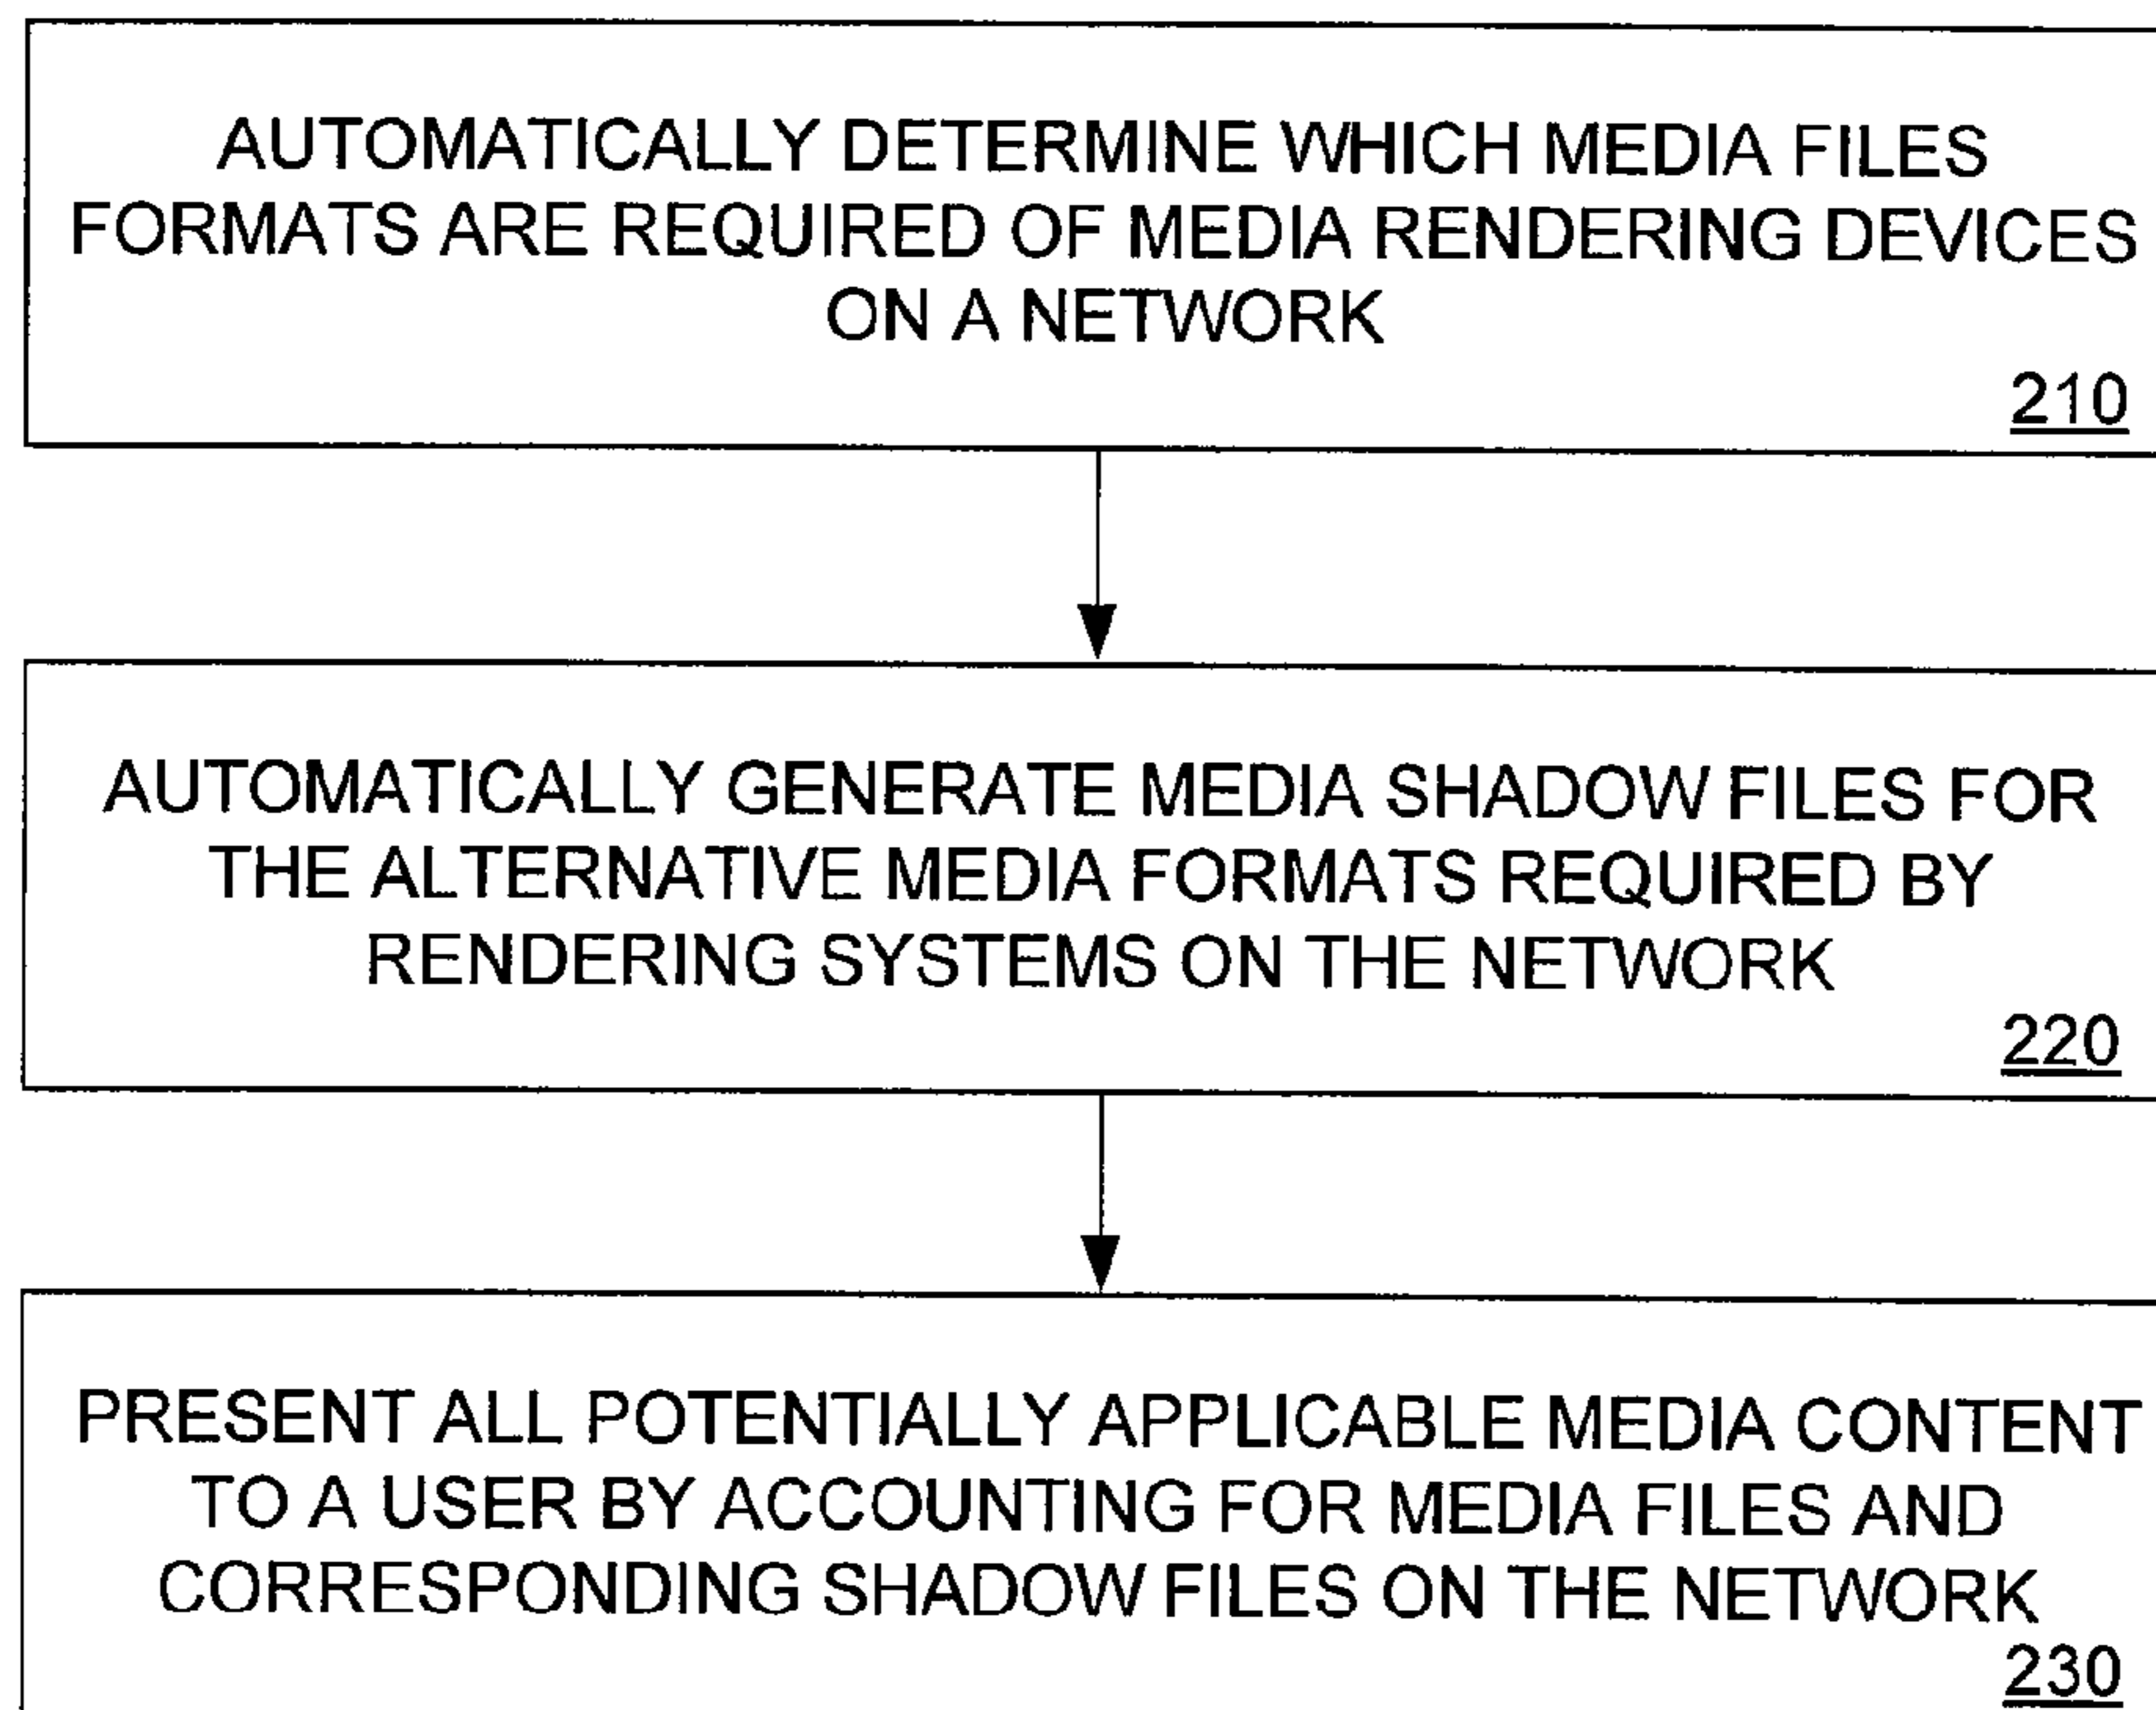 AUTOMATICALLY DETERMINE WHICH MEDIA FILES
FORMATS ARE REQUIRED OF MEDIA RENDERING DEVICES
ON A NETWORK
210
AUTOMATICALLY GENERATE MEDIA SHADOW FILES FOR
THE ALTERNATIVE MEDIA FORMATS REQUIRED BY
RENDERING SYSTEMS ON THE NETWORK
220
PRESENT ALL POTENTIALLY APPLICABLE MEDIA CONTENT
TO A USER BY ACCOUNTING FOR MEDIA FILES AND
CORRESPONDING SHADOW FILES ON THE NETWORK
230